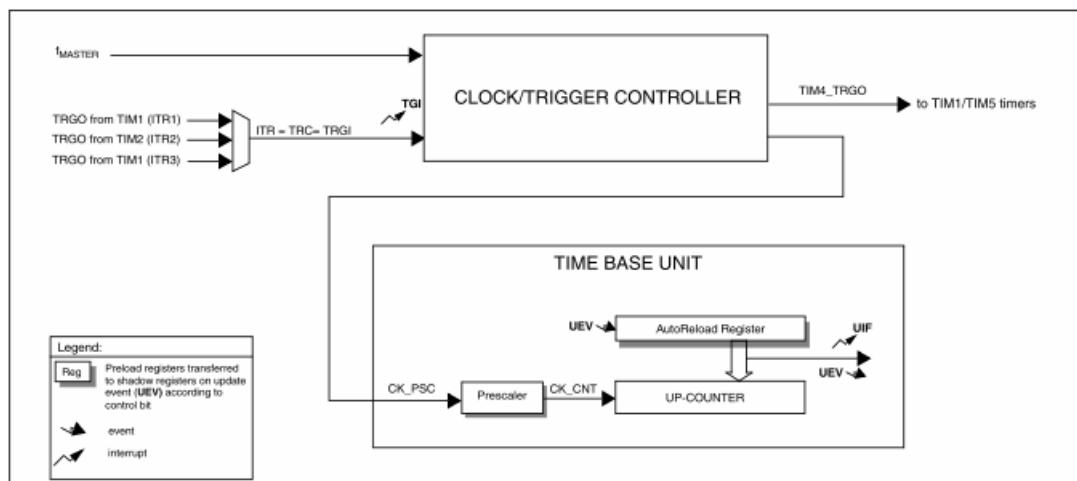 fMASTER
TGI
CLOCK/TRIGGER CONTROLLER
TIM4_TRGO
to TIM1/TIM5 timers
TRGO from TIM1 (ITR1)
TRGO from TIM2 (ITR2)
TRGO from TIM1 (ITR3)
ITR = TRC= TRGI
TIME BASE UNIT
UEV
AutoReload Register
UIF
UEV
CK_PSC
Prescaler
CK_CNT
UP-COUNTER
Legend:
Reg
Preload registers transferred
to shadow registers on update
event (UEV) according to
control bit
event
interrupt